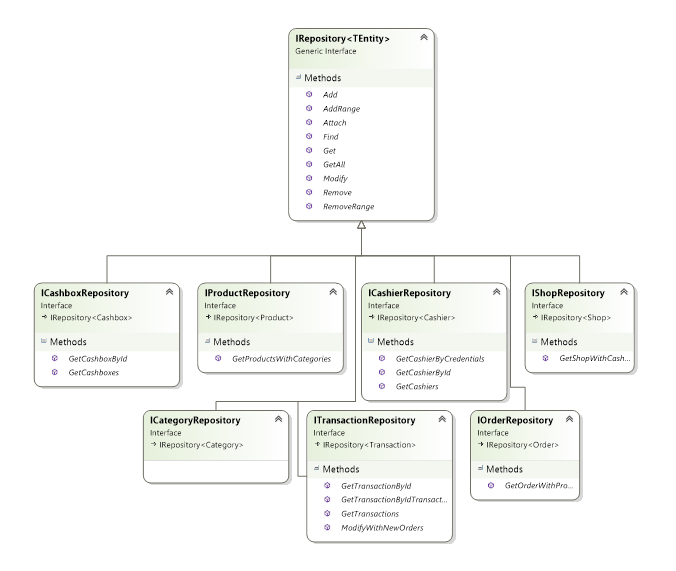 IRepository<TEntity>
Generic Interface
Methods
Add
AddRange
Attach
Find
Get
GetAll
Modify
Remove
RemoveRange
ICashboxRepository
Interface
IRepository<Cashbox>
Methods
GetCashboxById
GetCashboxes
IProductRepository
Interface
IRepository<Product>
Methods
GetProductsWithCategories
ICashierRepository
Interface
IRepository<Cashier>
Methods
GetCashierByCredentials
GetCashierById
GetCashiers
IShopRepository
Interface
IRepository<Shop>
Methods
GetShopWithCash...
ICategoryRepository
Interface
IRepository<Category>
ITransactionRepository
Interface
IRepository<Transaction>
Methods
GetTransactionById
GetTransactionByIdTransact...
GetTransactions
ModifyWithNewOrders
IOrderRepository
Interface
IRepository<Order>
Methods
GetOrderWithPro...